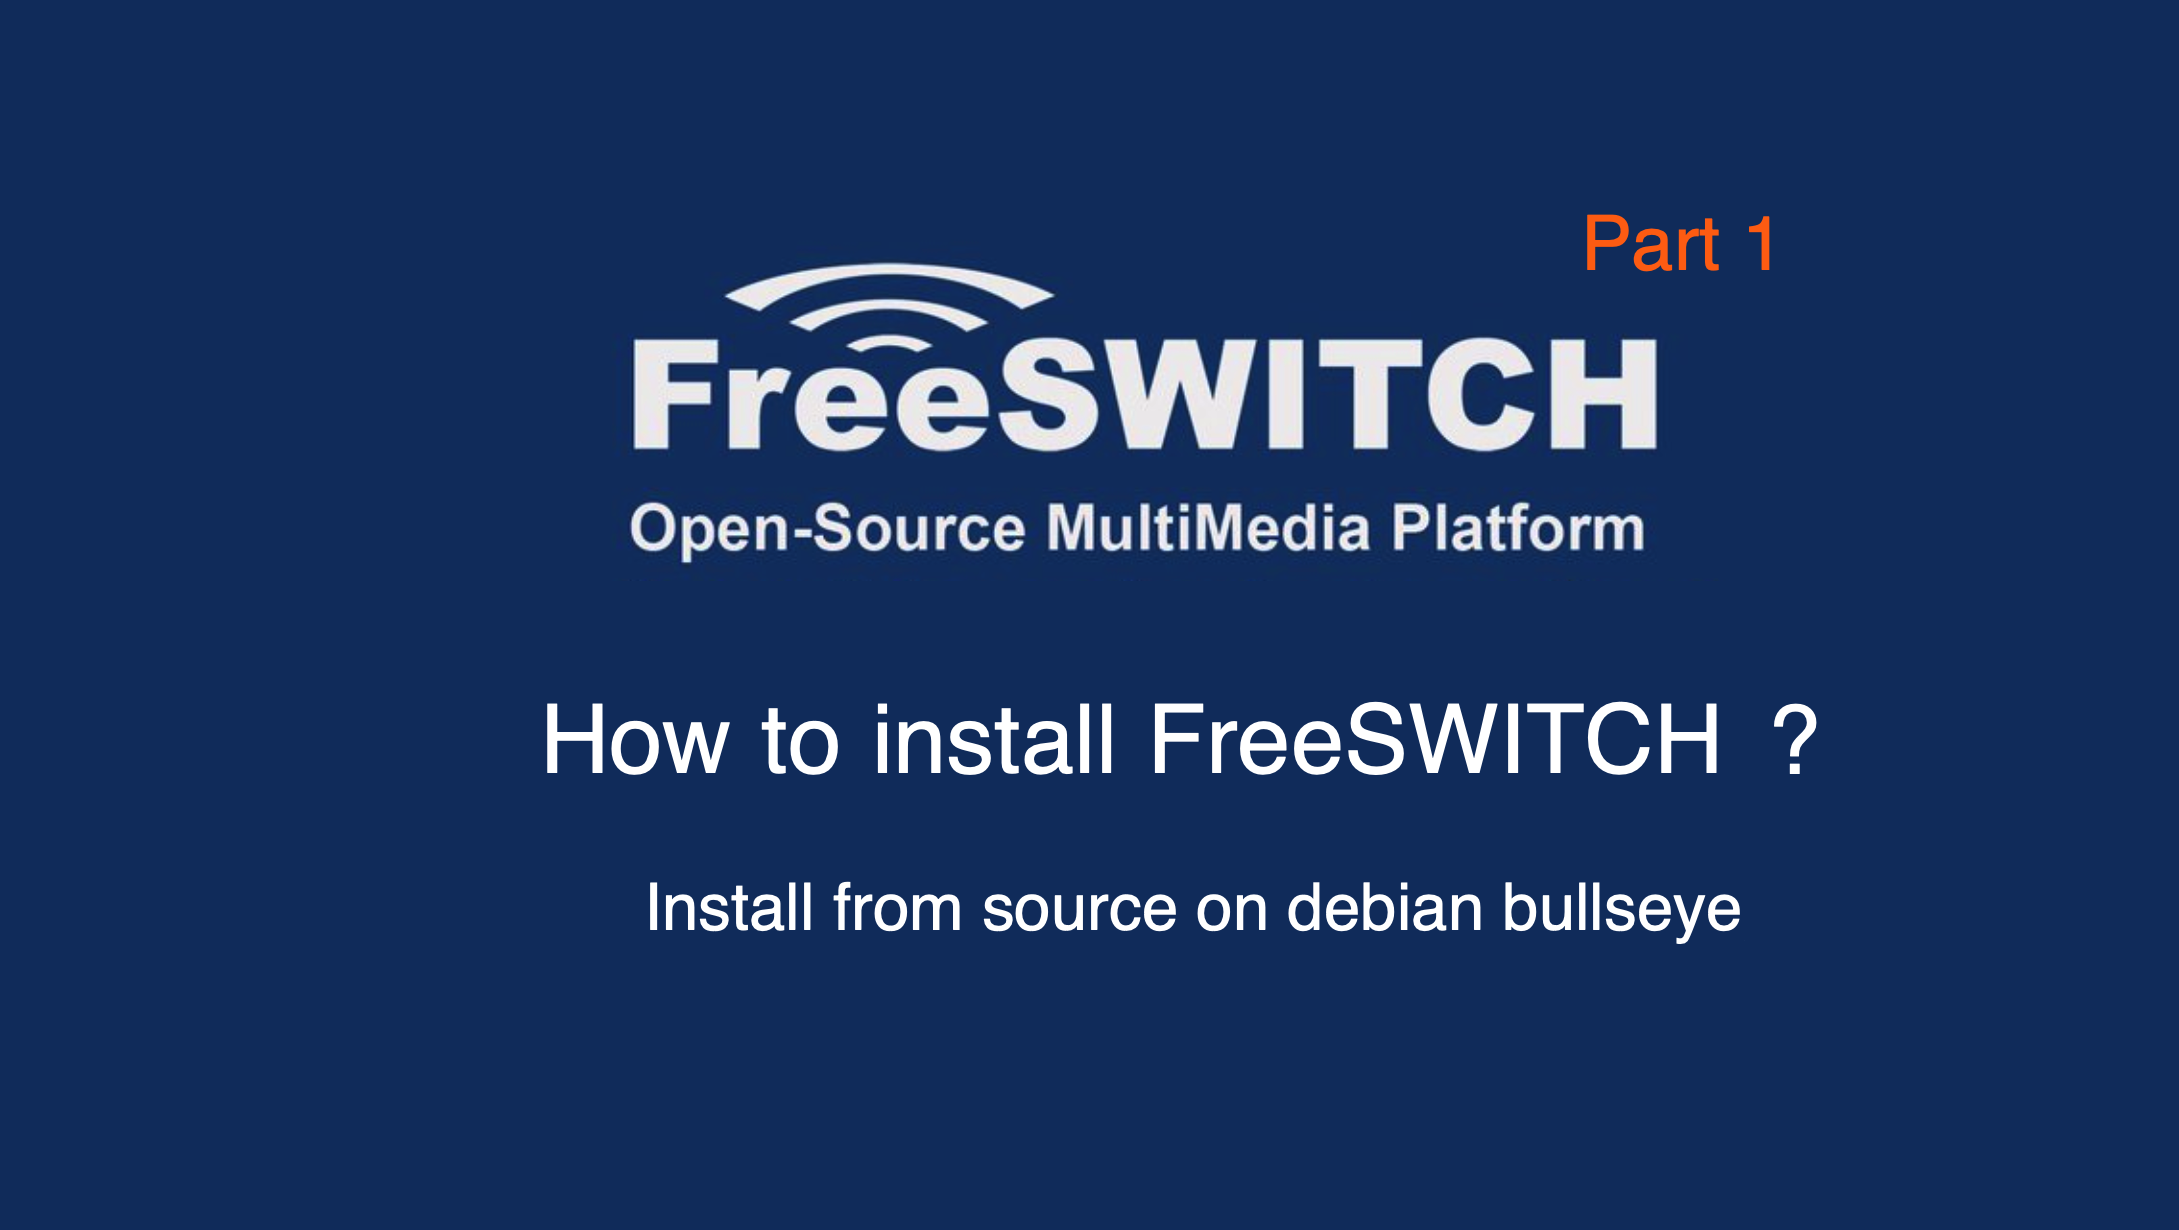 Part 1
FreeSWITCH
Open-Source MultiMedia Platform
How to install FreeSWITCH ?
Install from source on debian bullseye